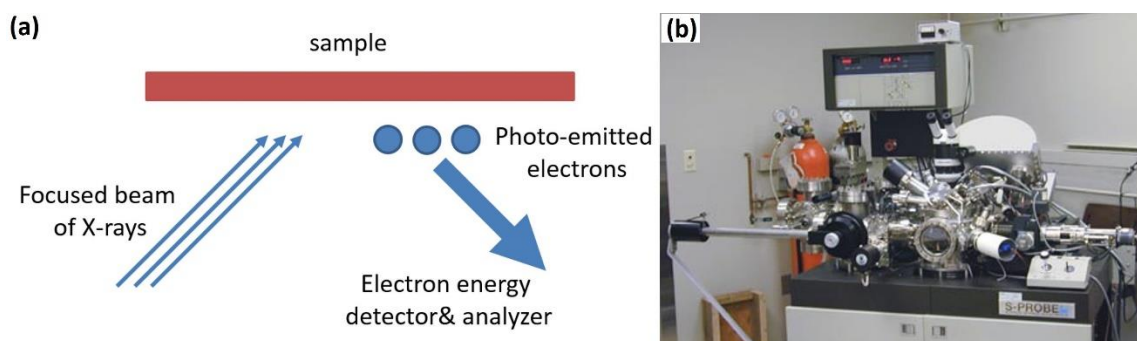 (a)
sample
Photo-emitted
electrons
Focused beam
of X-rays
Electron energy
detector& analyzer
(b)
S-PROBE